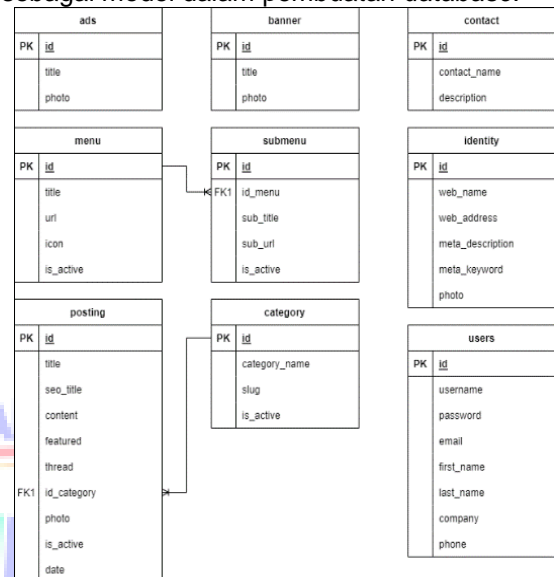 sebagai model dalam pembuatan database.
ads
PK id
title
photo
banner
PK id
title
photo
contact
PK id
contact_name
description
menu
PK id
title
url
icon
is_active
submenu
PK id
FK1 id_menu
sub_title
sub_url
is_active
identity
PK id
web_name
web_address
meta_description
meta_keyword
photo
posting
PK id
title
seo_title
content
featured
thread
FK1 id_category
photo
is_active
date
category
PK id
category_name
slug
is_active
users
PK id
username
password
email
first_name
last_name
company
phone